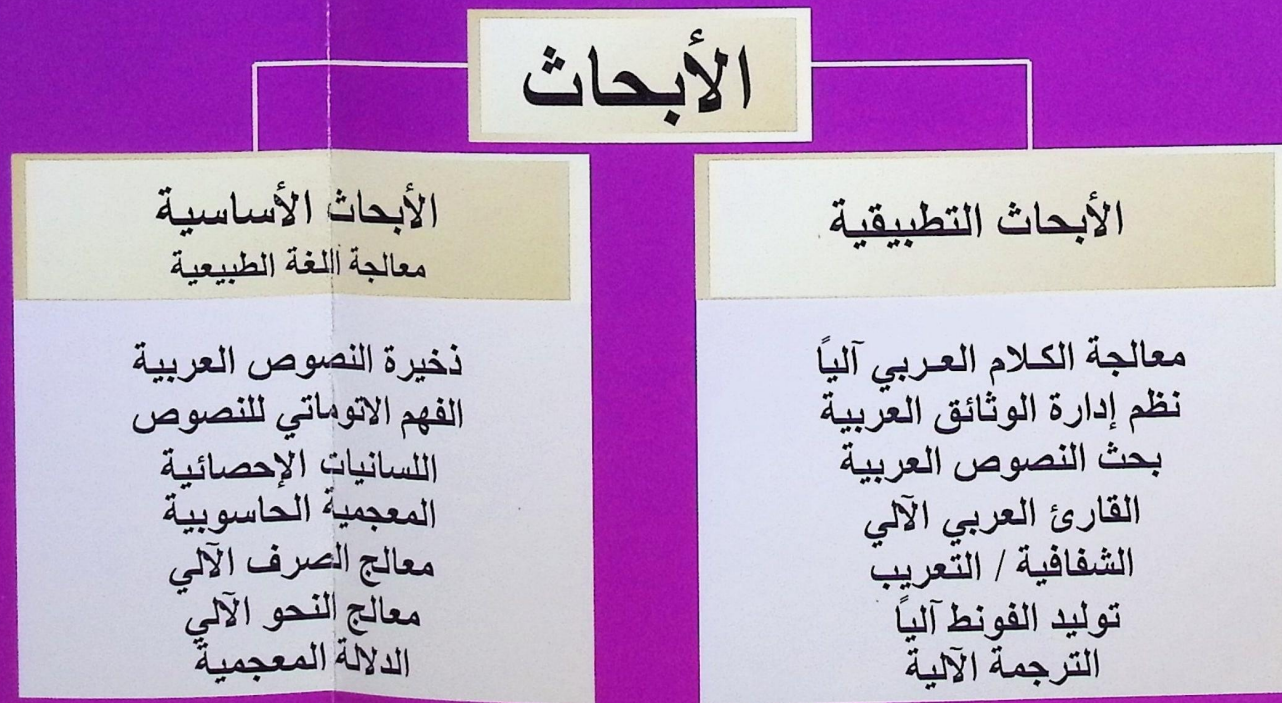 الأبحاث
الأبحاث التطبيقية
معالجة الكلام العربي آلياً
نظم إدارة الوثائق العربية
بحث النصوص العربية
القارئ العربي الآلي
الشفافية / التعريب
توليد الفونط آلياً
الترجمة الآلية
الأبحاث الأساسية
معالجة اللغة الطبيعية
ذخيرة النصوص العربية
الفهم الاتوماتي للنصوص
اللسانيات الإحصائية
المعجمية الحاسوبية
معالج الصرف الآلي
معالج النحو الآلي
الدلالة المعجمية